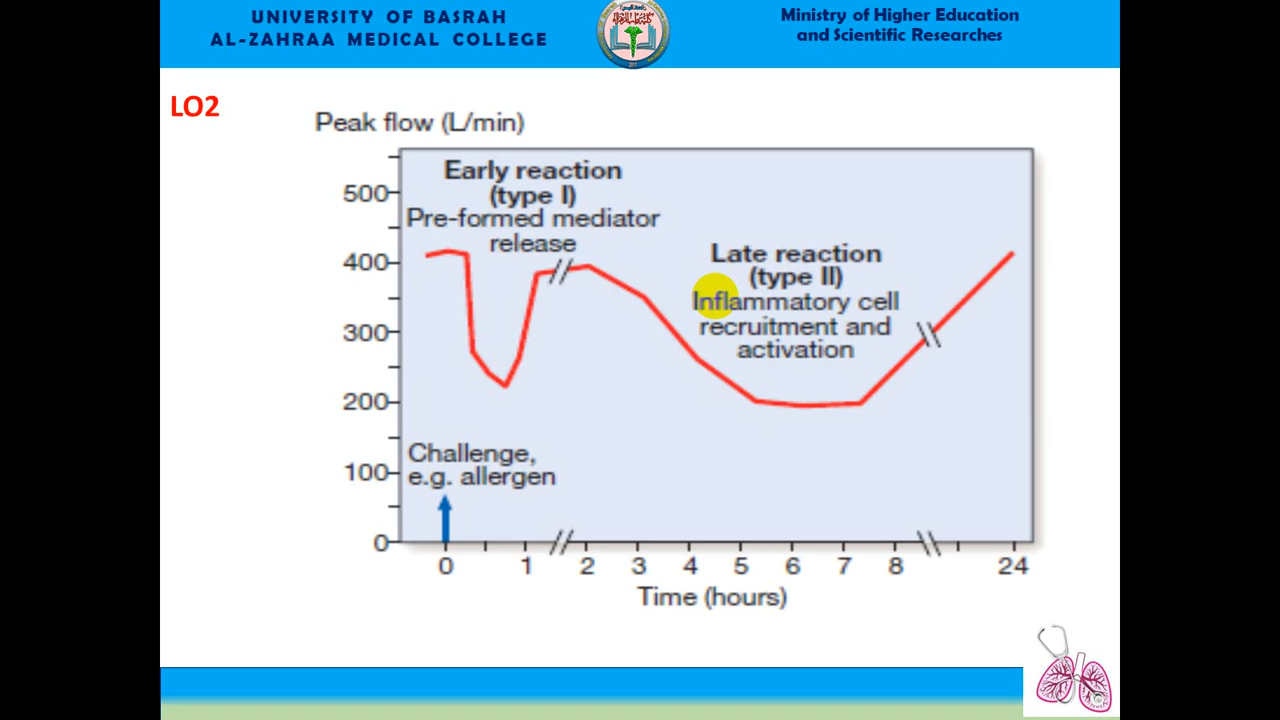 UNIVERSITY OF BASRAH
AL-ZAHRAA MEDICAL COLLEGE
Ministry of Higher Education
and Scientific Researches
LO2
Peak flow (L/min)
Early reaction
(type I)
Pre-formed mediator
release
Late reaction
(type II)
Inflammatory cell
recruitment and
activation
Challenge,
e.g. allergen
500
400
300
200
100
0
0 1 2 3 4 5 6 7 8 24
Time (hours)